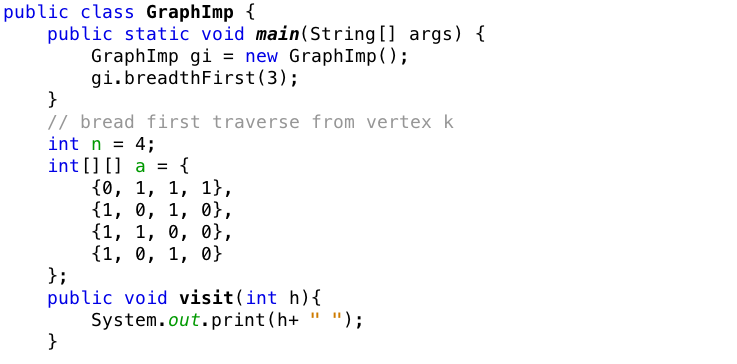 public class GraphImp {
    public static void main(String[] args) {
        GraphImp gi = new GraphImp();
        gi.breadthFirst(3);
    }
    // bread first traverse from vertex k
    int n = 4;
    int[][] a = {
        {0, 1, 1, 1},
        {1, 0, 1, 0},
        {1, 1, 0, 0},
        {1, 0, 1, 0}
    };
    public void visit(int h){
        System.out.print(h+ " ");
    }